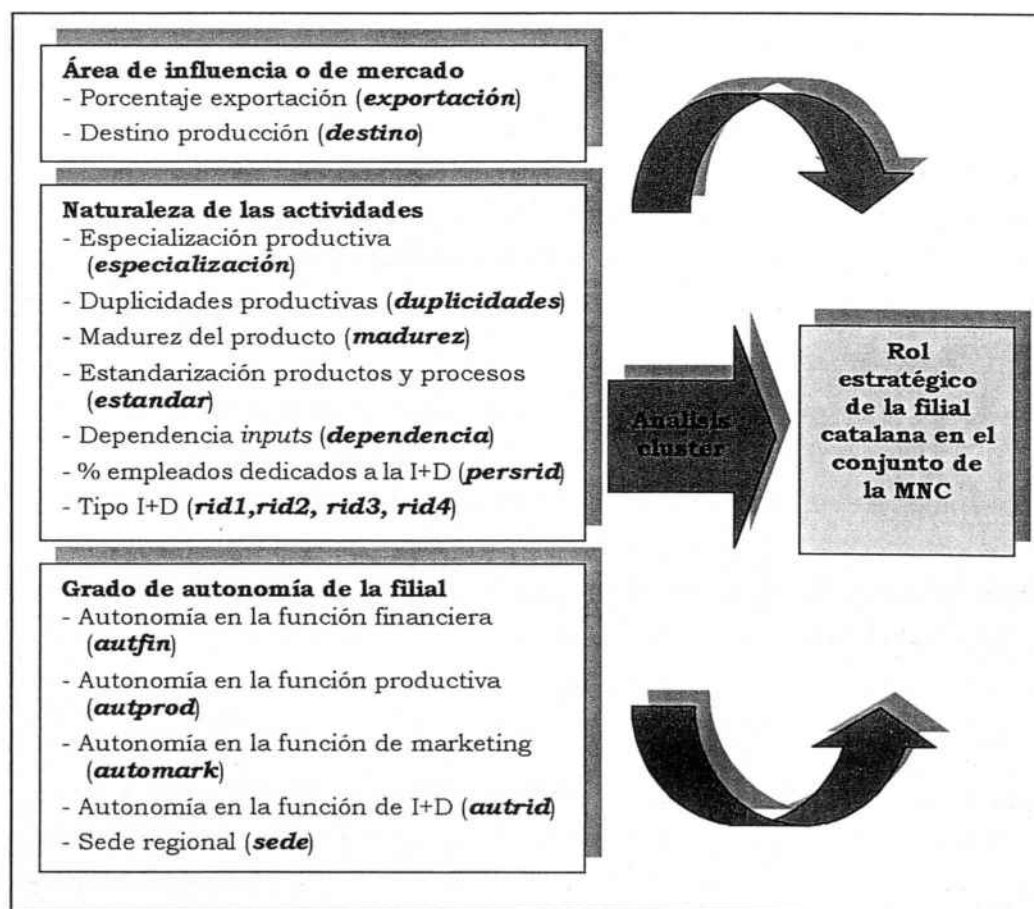 Área de influencia o de mercado
- Porcentaje exportación (exportación)
- Destino producción (destino)
Naturaleza de las actividades
- Especialización productiva
(especialización)
- Duplicidades productivas (duplicidades)
- Madurez del producto (madurez)
- Estandarización productos y procesos
(estandar)
- Dependencia inputs (dependencia)
- % empleados dedicados a la I+D (persrid)
- Tipo I+D (rid1,rid2, rid3, rid4)
Grado de autonomía de la filial
- Autonomía en la función financiera
(autfin)
- Autonomía en la función productiva
(autprod)
- Autonomía en la función de marketing
(automark)
- Autonomía en la función de I+D (autrid)
- Sede regional (sede)
Análisis
cluster
Rol
estratégico
de la filial
catalana en el
conjunto de
la MNC